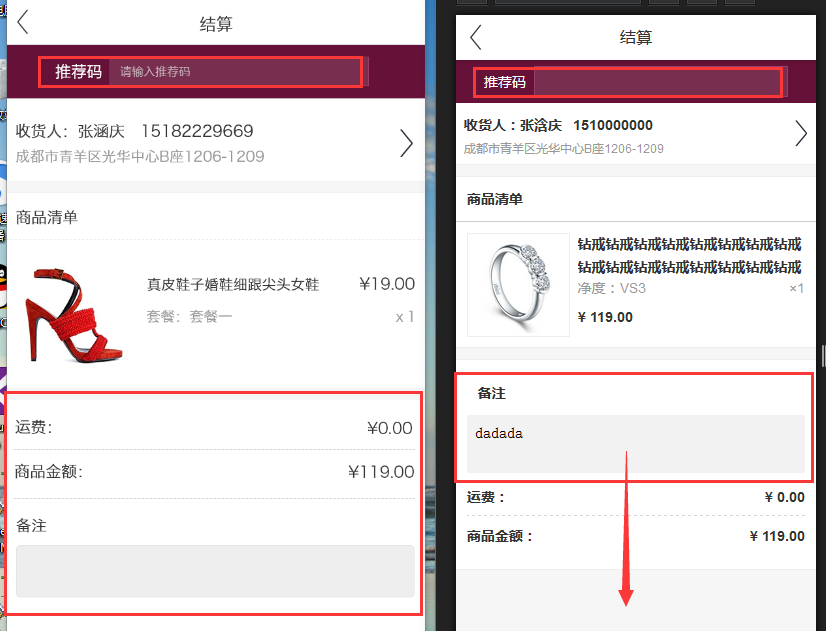 结算
推荐码 请输入推荐码
收货人：张涵庆 15182229669
成都市青羊区光华中心B座1206-1209
商品清单
真皮鞋子婚鞋细跟尖头女鞋 ¥19.00
套餐：套餐一 x 1
运费： ¥0.00
商品金额： ¥119.00
备注
结算
推荐码
收货人：张浛庆 1510000000
成都市青羊区光华中心B座1206-1209
商品清单
钻戒钻戒钻戒钻戒钻戒钻戒钻戒钻戒
钻戒钻戒钻戒钻戒钻戒钻戒钻戒钻戒
净度：VS3 ×1
¥ 119.00
备注
dadada
运费： ¥ 0.00
商品金额： ¥ 119.00